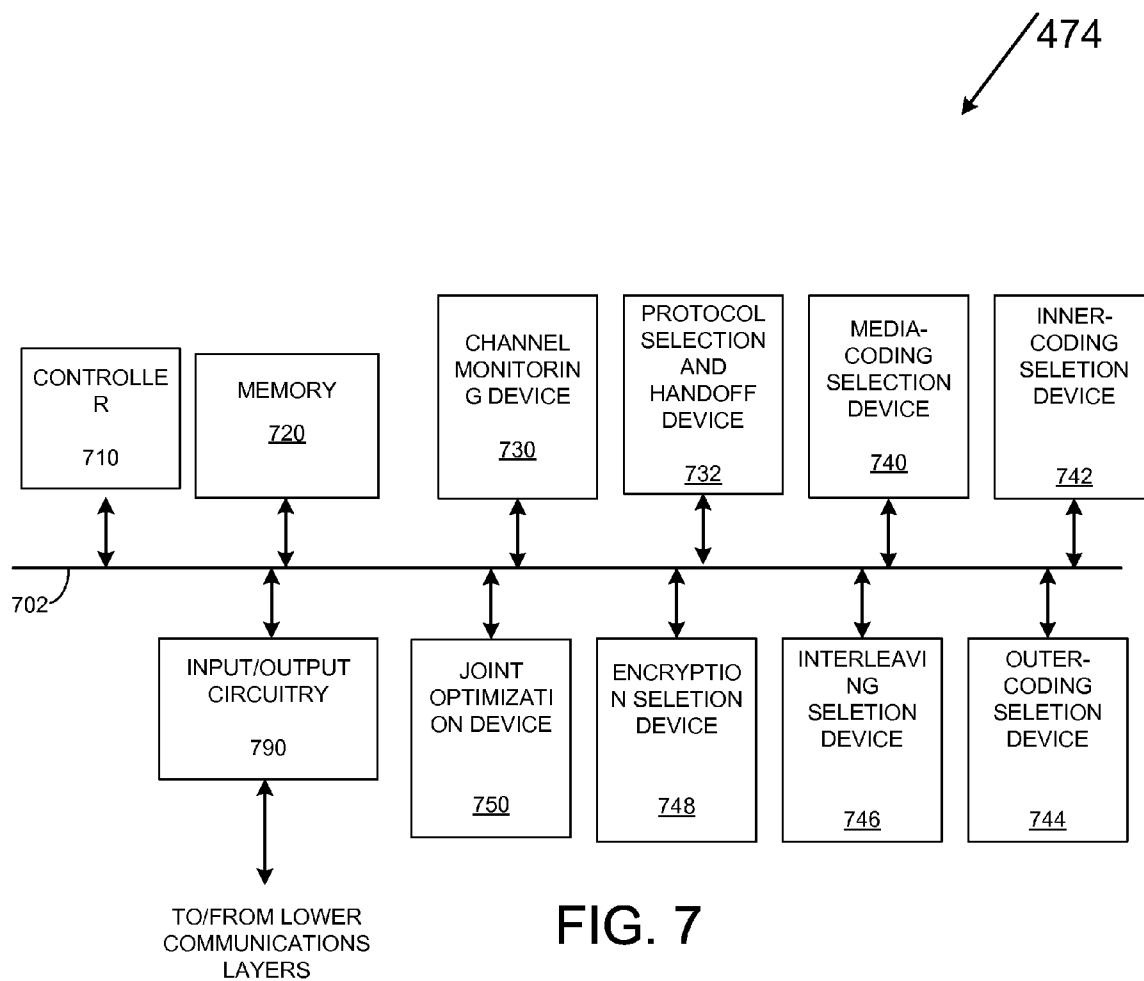 474
CONTROLLE
R
710
MEMORY
720
CHANNEL
MONITORIN
G DEVICE
730
PROTOCOL
SELECTION
AND
HANDOFF
DEVICE
732
MEDIA-
CODING
SELECTION
DEVICE
740
INNER-
CODING
SELETION
DEVICE
742
702
INPUT/OUTPUT
CIRCUITRY
790
JOINT
OPTIMIZATI
ON DEVICE
750
ENCRYPTIO
N SELETION
DEVICE
748
INTERLEAVI
NG
SELETION
DEVICE
746
OUTER-
CODING
SELETION
DEVICE
744
TO/FROM LOWER
COMMUNICATIONS
LAYERS
FIG. 7